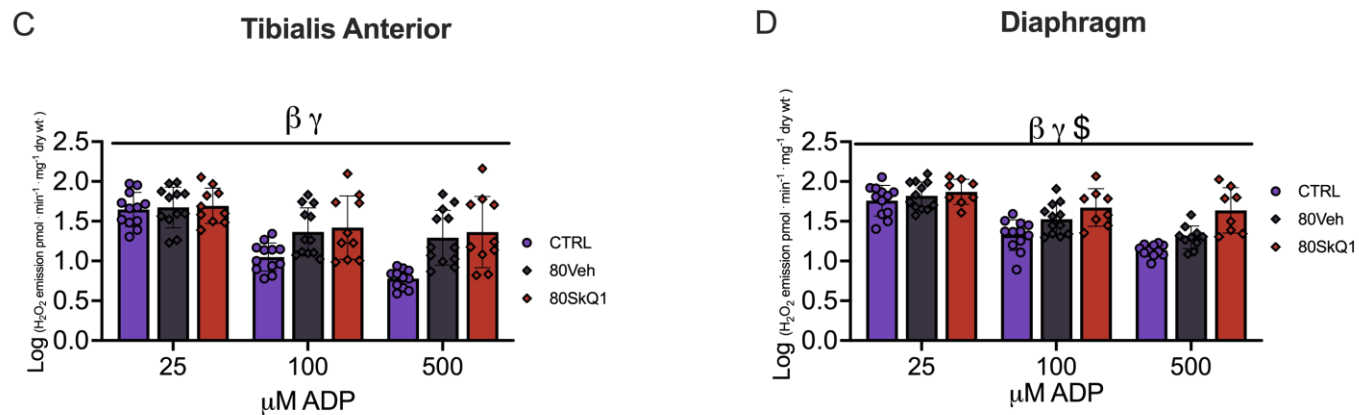 C
Tibialis Anterior
β γ
Log (H₂O₂ emission pmol · min⁻¹ · mg⁻¹ dry wt)
2.5
2.0
1.5
1.0
0.5
0.0
25 100 500
μM ADP
CTRL
80Veh
80SkQ1
D
Diaphragm
β γ $
Log (H₂O₂ emission pmol · min⁻¹ · mg⁻¹ dry wt)
2.5
2.0
1.5
1.0
0.5
0.0
25 100 500
μM ADP
CTRL
80Veh
80SkQ1